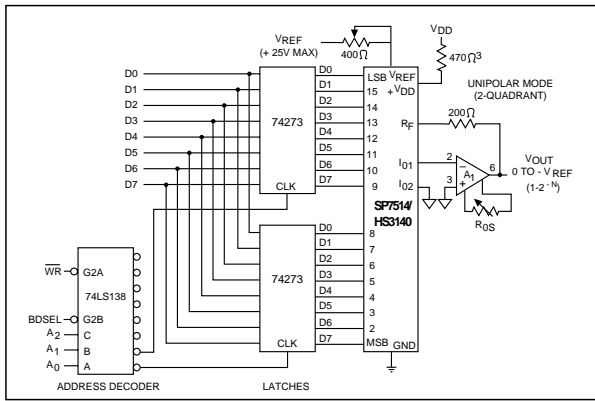 VREF
(+ 25V MAX)
400Ω
VDD
470Ω3
UNIPOLAR MODE
(2-QUADRANT)
200Ω
D0
D1
D2
D3
D4
D5
D6
D7
74273
CLK
D0
D1
D2
D3
D4
D5
D6
D7
LSB
15
14
13
12
11
10
9
VREF
+VDD
RF
I01
I02
SP7514/
HS3140
2
3
6
−
+
A1
VOUT
0 TO - VREF
(1-2-N)
R0S
74273
CLK
D0
D1
D2
D3
D4
D5
D6
D7
8
7
6
5
4
3
2
MSB
GND
WR
G2A
74LS138
BDSEL
G2B
A2
C
A1
B
A0
A
ADDRESS DECODER
LATCHES